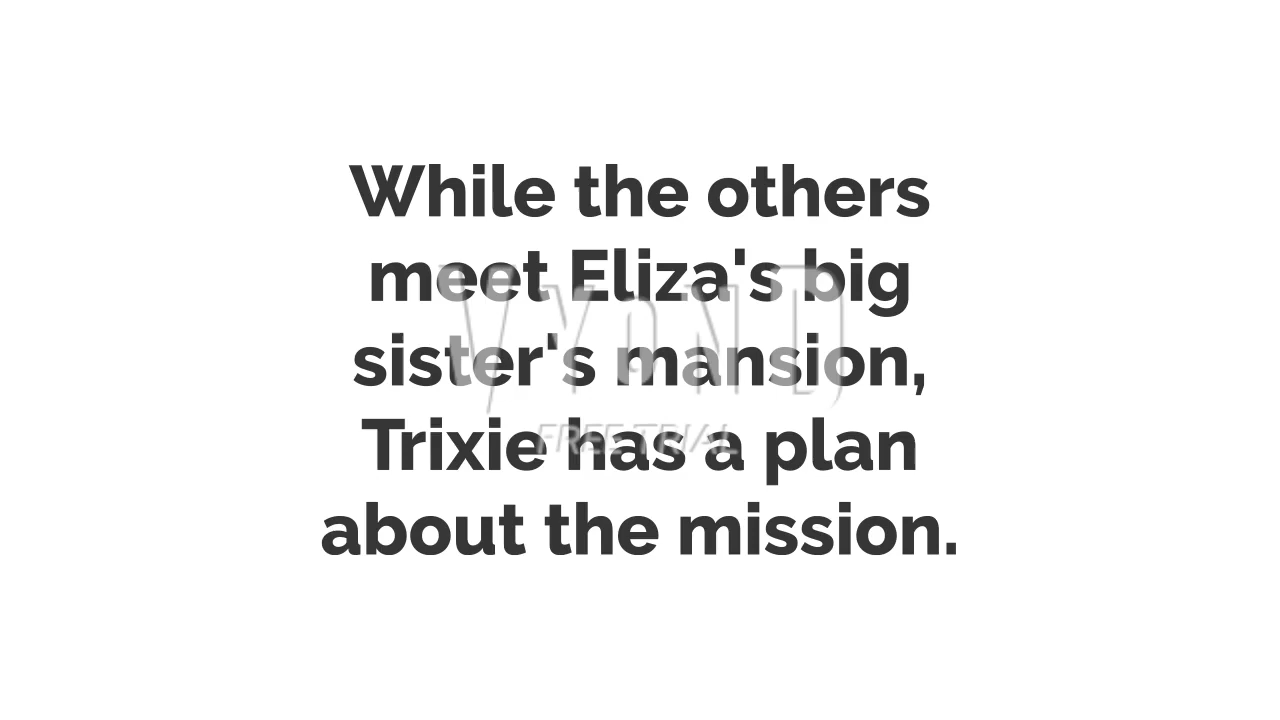 While the others
meet Eliza's big
sister's mansion,
Trixie has a plan
about the mission.
VYOND
FREE TRIAL